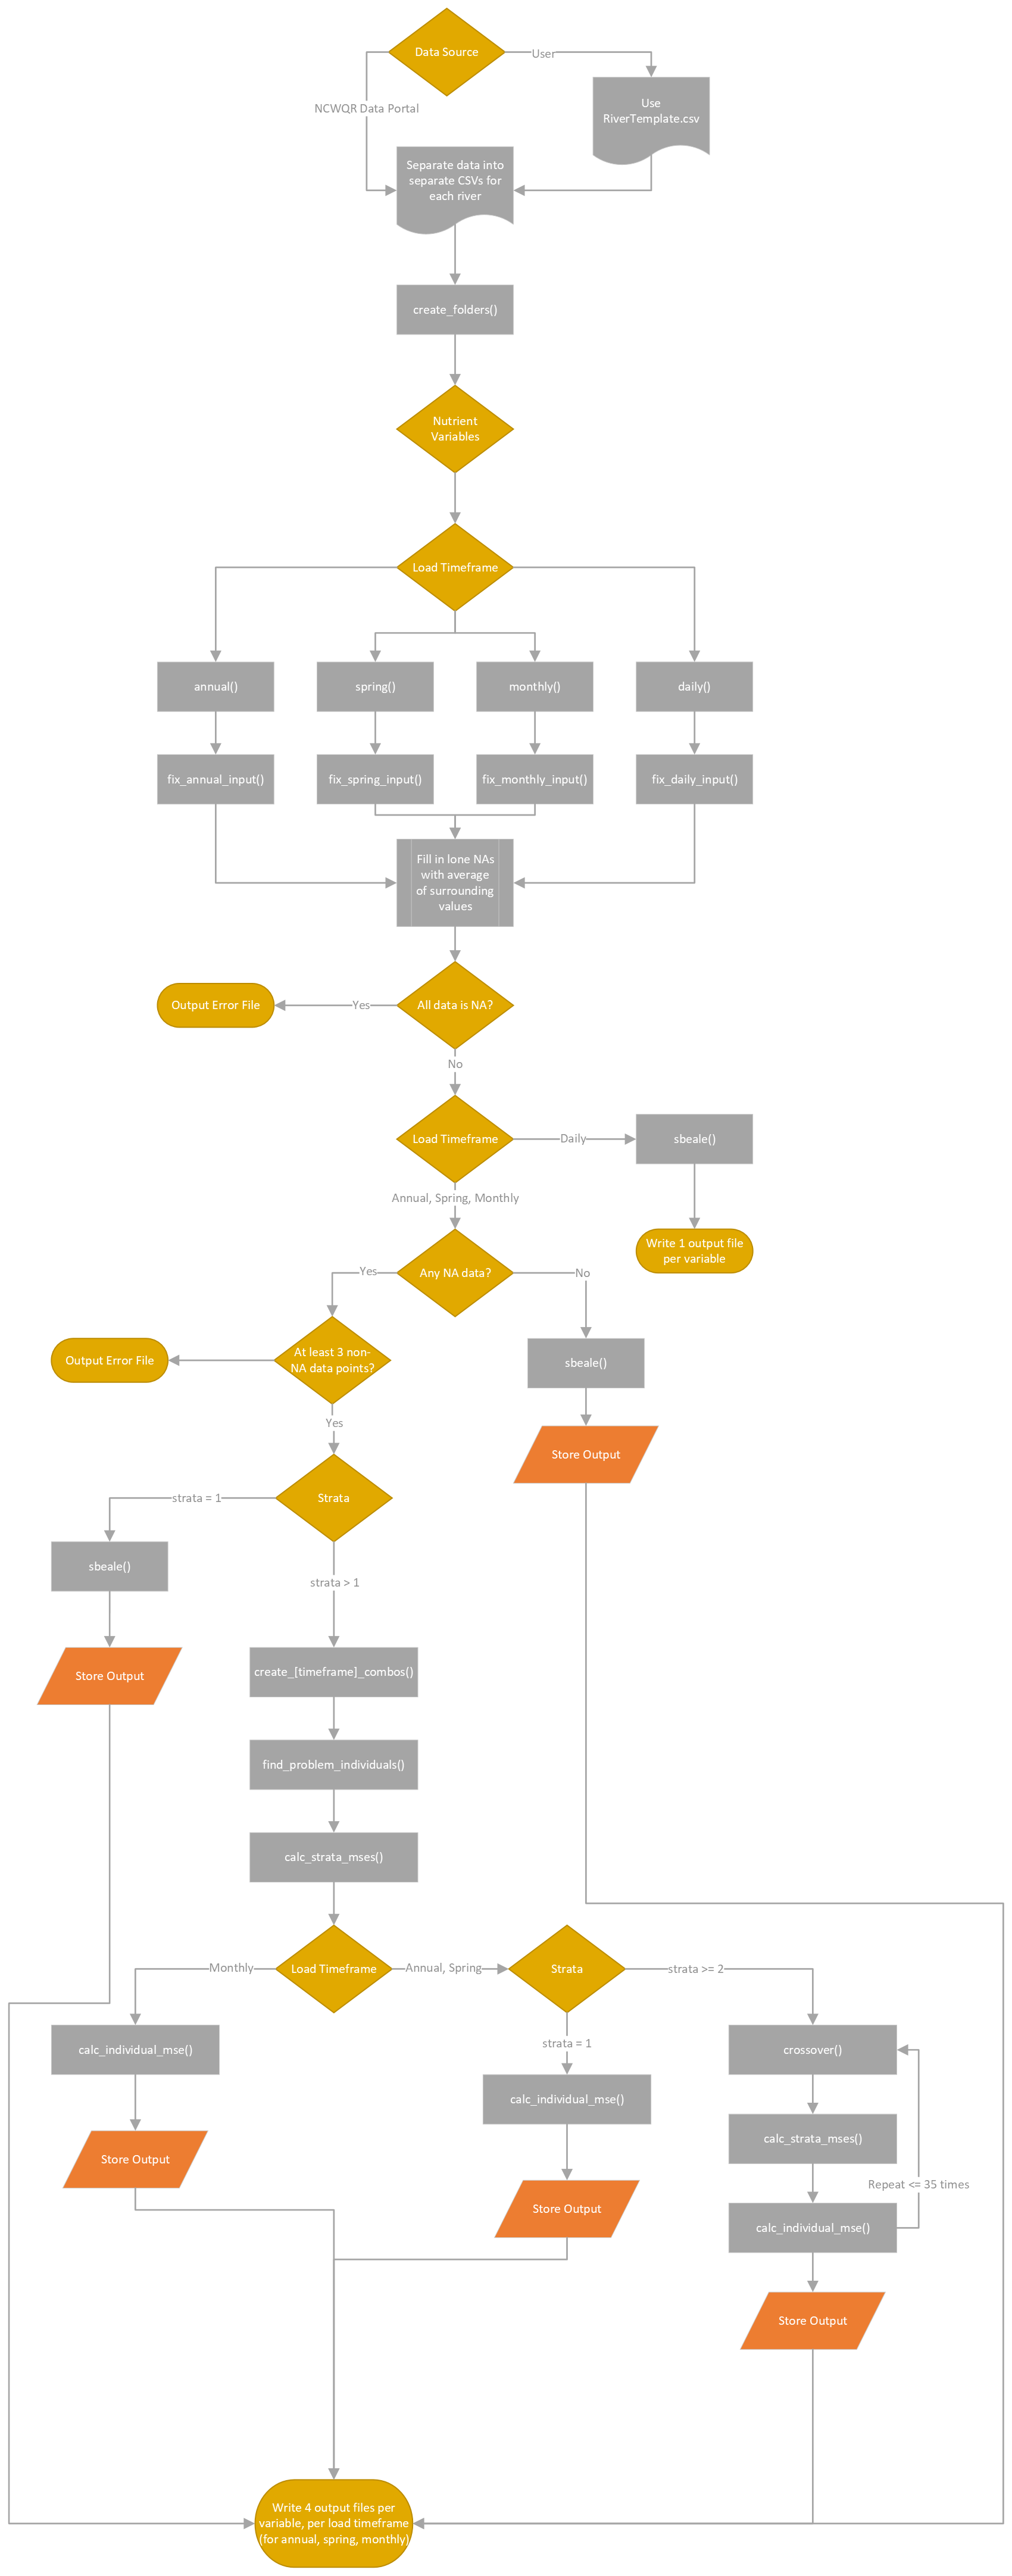 Data Source
User
NCWQR Data Portal
Use
RiverTemplate.csv
Separate data into
separate CSVs for
each river
create_folders()
Nutrient
Variables
Load Timeframe
annual()
spring()
monthly()
daily()
fix_annual_input()
fix_spring_input()
fix_monthly_input()
fix_daily_input()
Fill in lone NAs
with average
of surrounding
values
All data is NA?
Yes
Output Error File
No
Load Timeframe
Daily
sbeale()
Annual, Spring, Monthly
Write 1 output file
per variable
Any NA data?
Yes
No
At least 3 non-
NA data points?
Output Error File
sbeale()
Yes
Store Output
Strata
strata = 1
sbeale()
strata > 1
Store Output
create_[timeframe]_combos()
find_problem_individuals()
calc_strata_mses()
Load Timeframe
Monthly
Annual, Spring
Strata
strata >= 2
calc_individual_mse()
strata = 1
crossover()
calc_individual_mse()
calc_strata_mses()
Store Output
Repeat <= 35 times
Store Output
calc_individual_mse()
Store Output
Write 4 output files per
variable, per load timeframe
(for annual, spring, monthly)